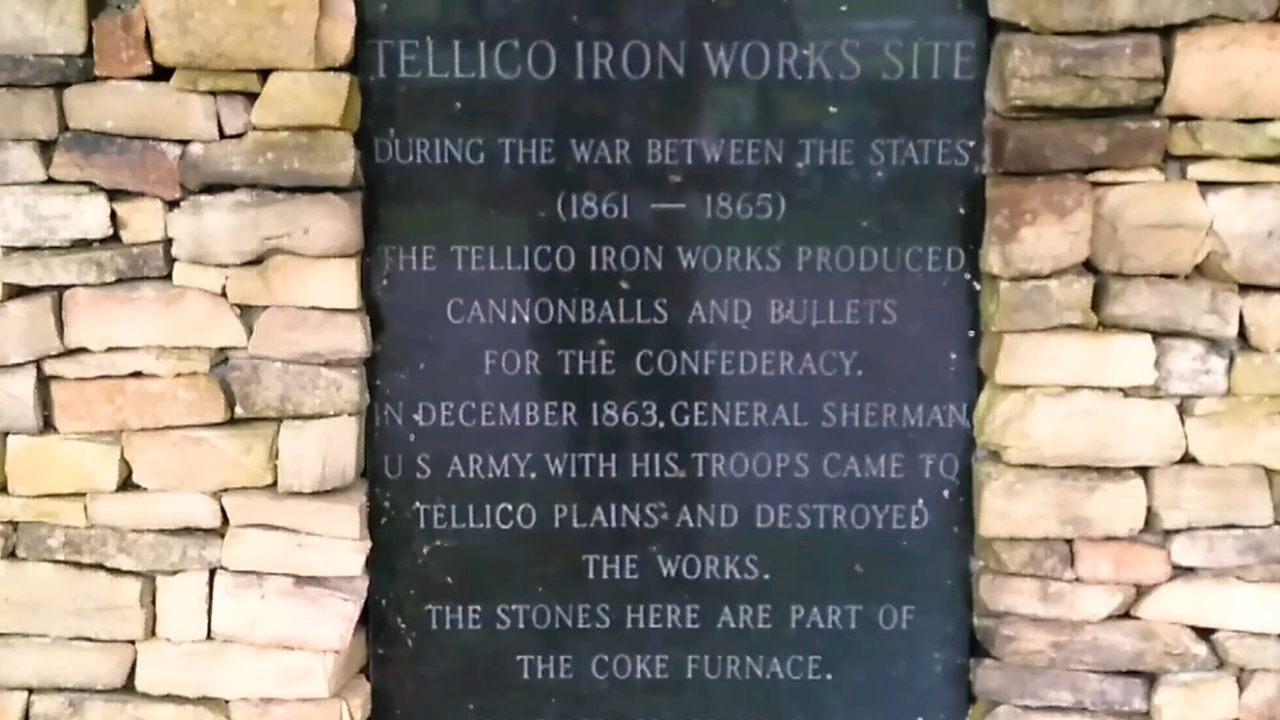 TELLICO IRON WORKS SITE
DURING THE WAR BETWEEN THE STATES
(1861 — 1865)
THE TELLICO IRON WORKS PRODUCED
CANNONBALLS AND BULLETS
FOR THE CONFEDERACY.
IN DECEMBER 1863, GENERAL SHERMAN,
U S ARMY, WITH HIS TROOPS CAME TO
TELLICO PLAINS AND DESTROYED
THE WORKS.
THE STONES HERE ARE PART OF
THE COKE FURNACE.